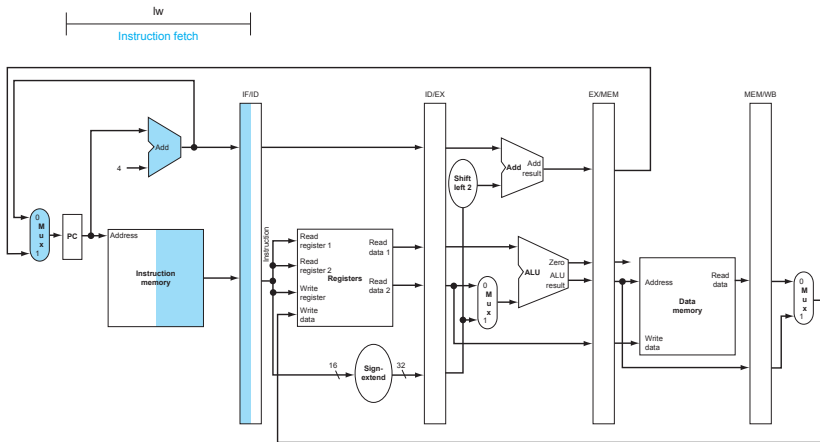 lw
Instruction fetch
IF/ID
ID/EX
EX/MEM
MEM/WB
Add
4
0
M
u
x
1
PC
Address
Instruction
memory
Instruction
Read
register 1
Read
register 2
Write
register
Write
data
Registers
Read
data 1
Read
data 2
16
Sign-
extend
32
Shift
left 2
Add
Add
result
0
M
u
x
1
ALU
Zero
ALU
result
Address
Write
data
Data
memory
Read
data
0
M
u
x
1